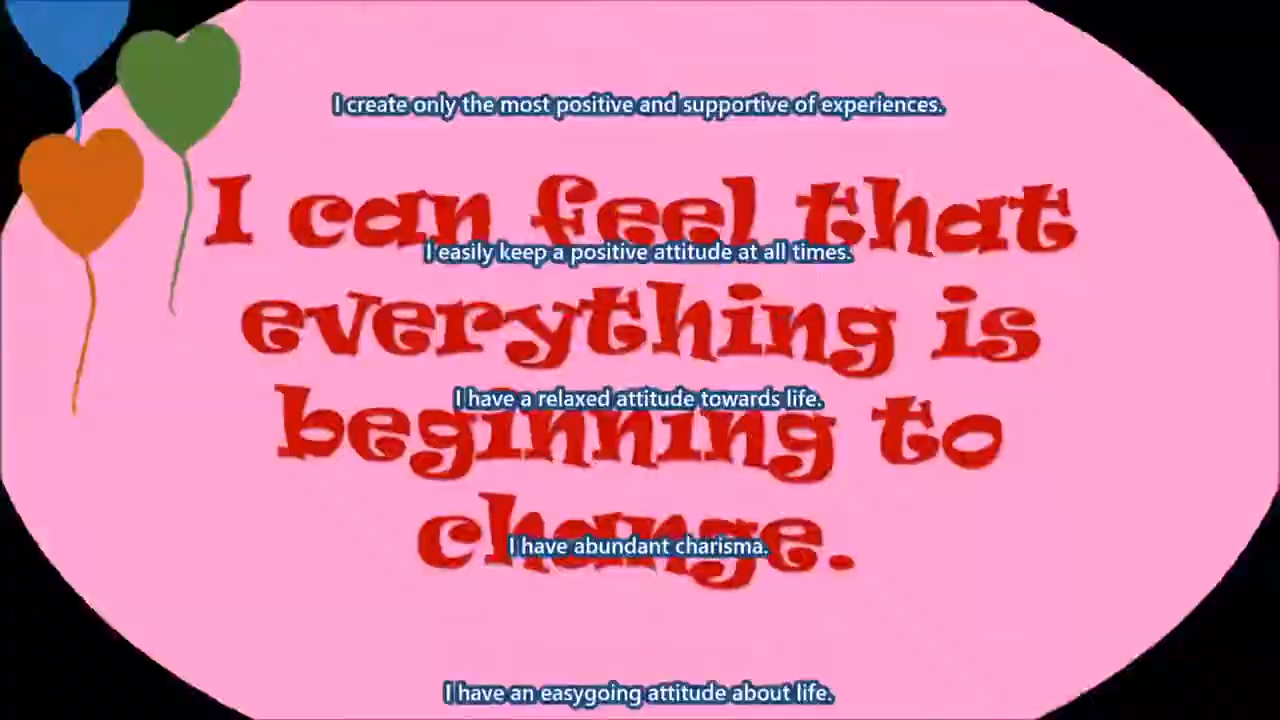 I create only the most positive and supportive of experiences.
I can feel that
I easily keep a positive attitude at all times.
everything is
I have a relaxed attitude towards life.
beginning to
change.
I have abundant charisma.
I have an easygoing attitude about life.